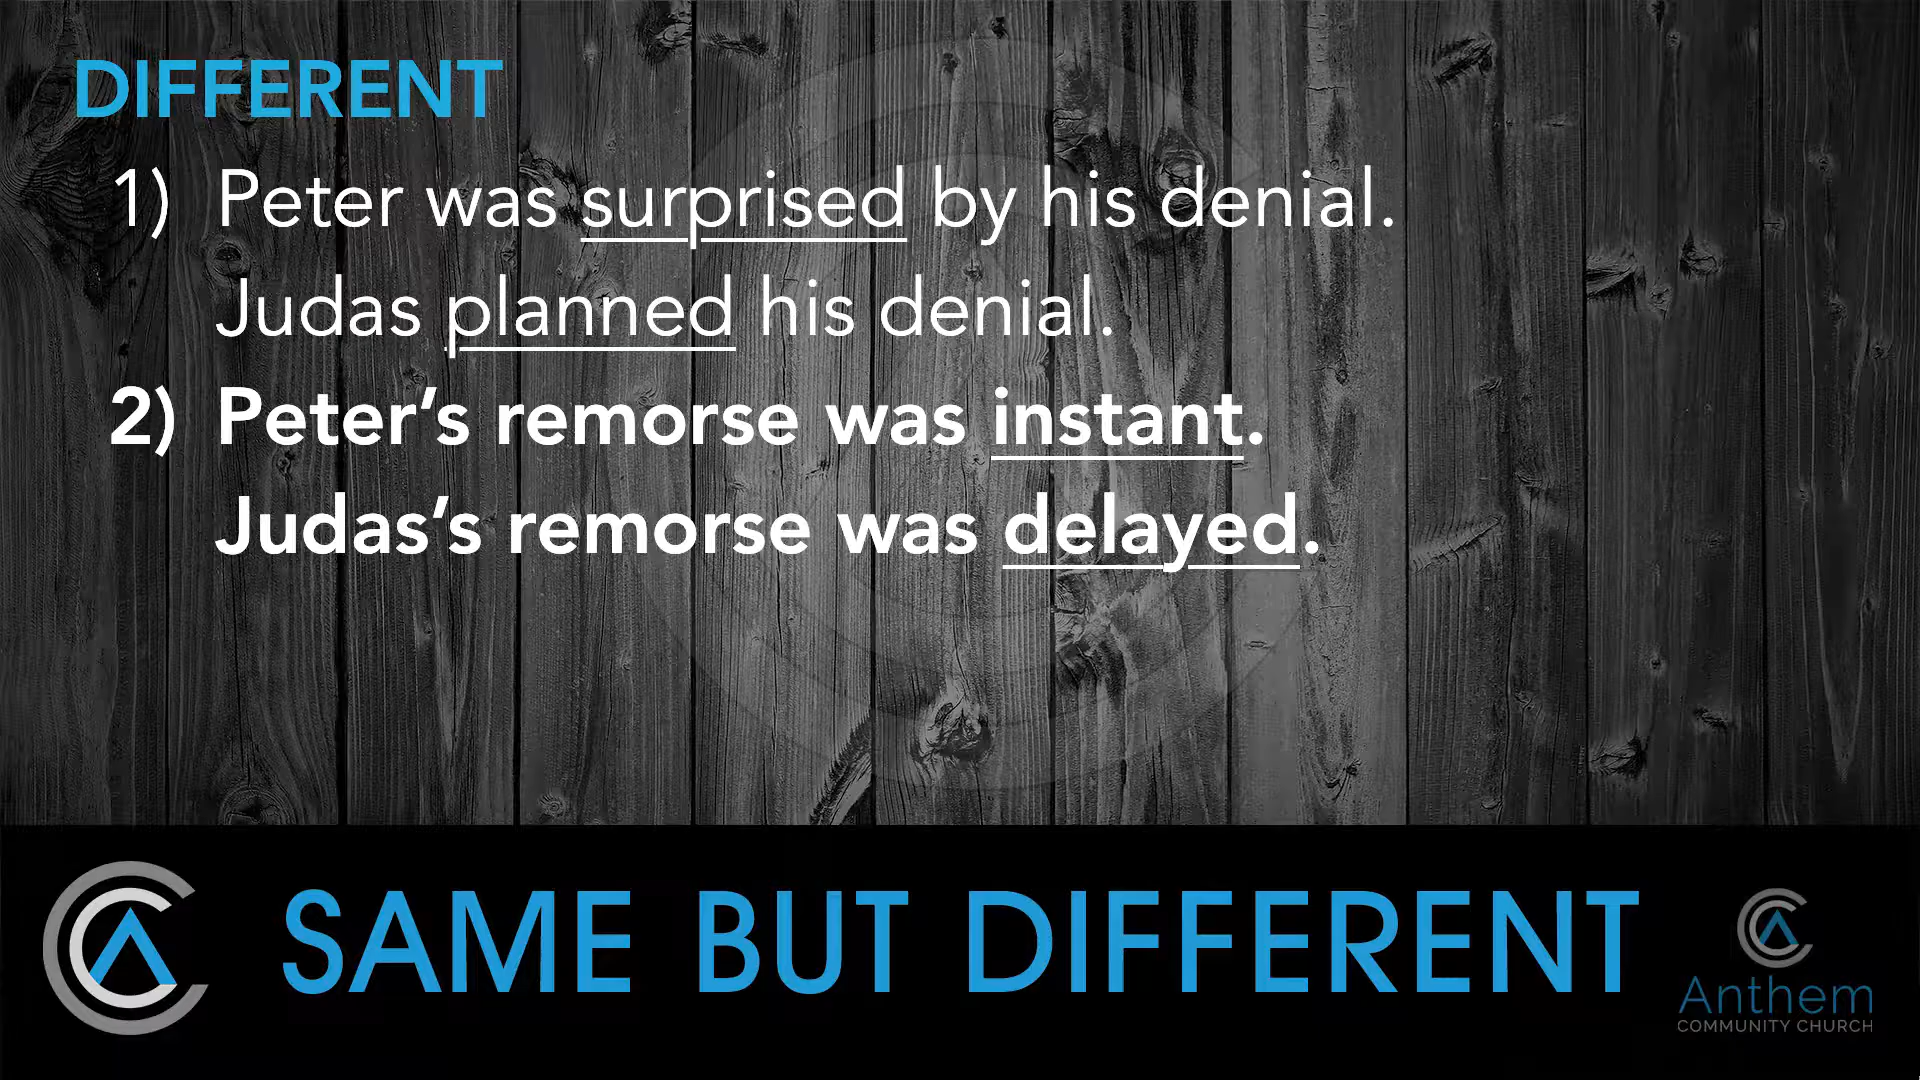 DIFFERENT
1) Peter was surprised by his denial.
Judas planned his denial.
2) Peter’s remorse was instant.
Judas’s remorse was delayed.
SAME BUT DIFFERENT
Anthem
COMMUNITY CHURCH